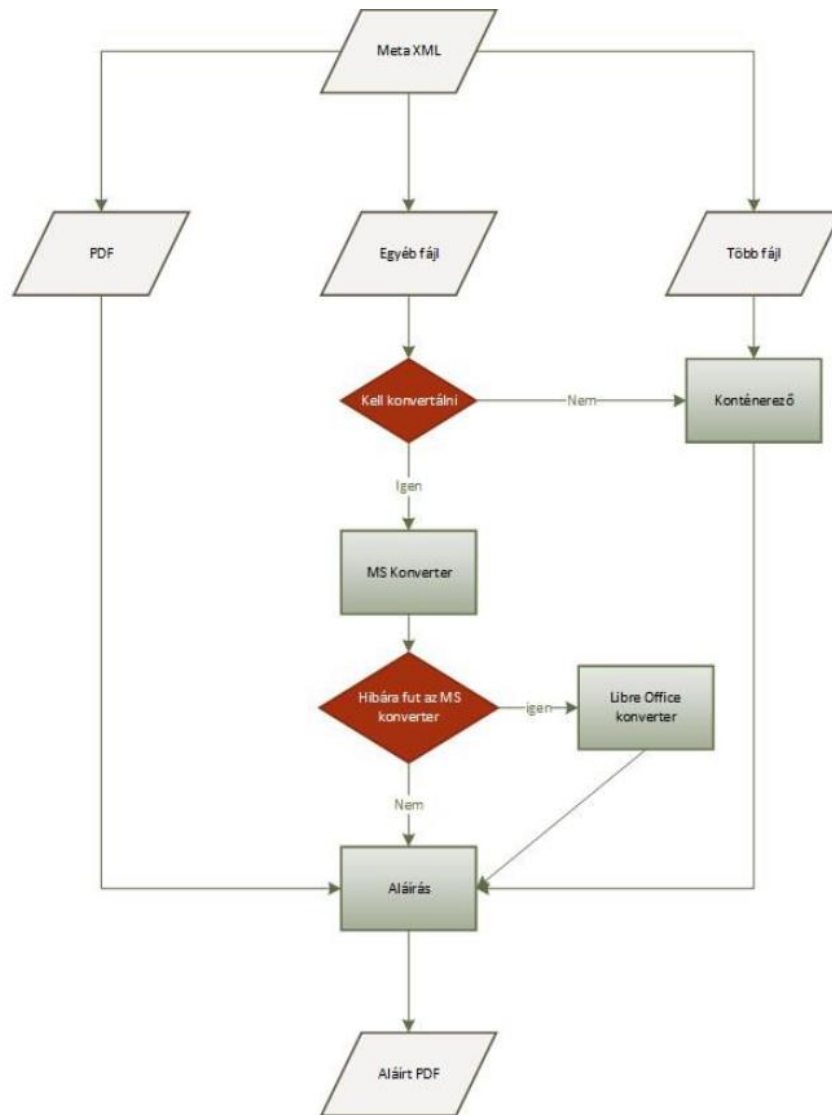 Meta XML
PDF
Egyéb fájl
Több fájl
Kell konvertálni
Nem
Konténerező
Igen
MS Konverter
Hibára fut az MS
konverter
igen
Libre Office
konverter
Nem
Aláírás
Aláírt PDF